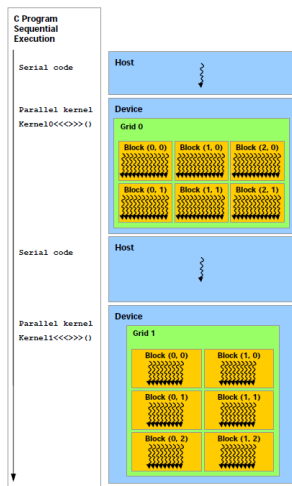 C Program
Sequential
Execution
Serial code
Host
Parallel kernel
Kernel0<<<>>>()
Device
Grid 0
Block (0, 0) Block (1, 0) Block (2, 0)
Block (0, 1) Block (1, 1) Block (2, 1)
Serial code
Host
Parallel kernel
Kernel1<<<>>>()
Device
Grid 1
Block (0, 0) Block (1, 0)
Block (0, 1) Block (1, 1)
Block (0, 2) Block (1, 2)